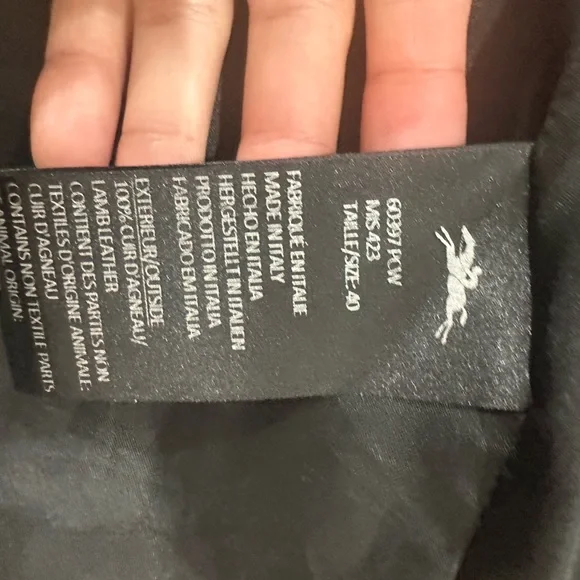 60397 PCW
MIS 423
TAILLE/SIZE: 40
FABRIQUÉ EN ITALIE
MADE IN ITALY
HECHO EN ITALIA
HERGESTELLT IN ITALIEN
PRODOTTO IN ITALIA
FABRICADO EM ITALIA
EXTERIEUR/OUTSIDE
100% CUIR D'AGNEAU/
LAMB LEATHER
CONTIENT DES PARTIES NON
TEXTILES D'ORIGINE ANIMALE:
CUIR D'AGNEAU
CONTAINS NON TEXTILE PARTS
ANIMAL ORIGIN: